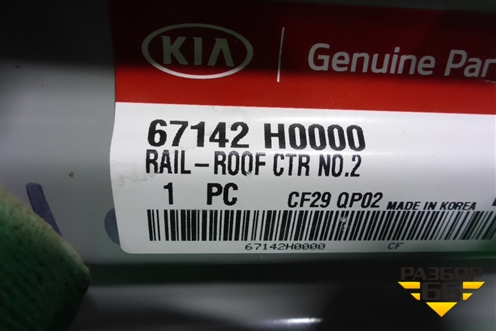 KIA
Genuine Par
67142 H0000
RAIL-ROOF CTR NO.2
1 PC CF29 QP02 MADE IN KOREA
67142H0000 CF
РАЗБОР
66